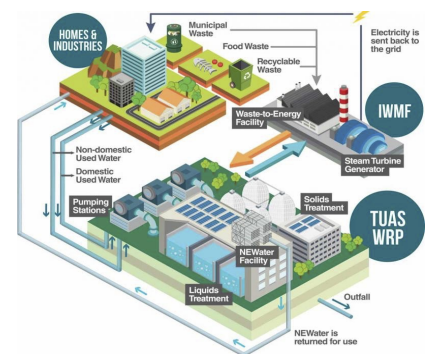 HOMES &
INDUSTRIES
Municipal
Waste
Food Waste
Recyclable
Waste
Electricity is
sent back to
the grid
Waste-to-Energy
Facility
IWMF
Steam Turbine
Generator
Non-domestic
Used Water
Domestic
Used Water
Pumping
Stations
Solids
Treatment
TUAS
WRP
NEWater
Facility
Liquids
Treatment
Outfall
NEWater is
returned for use